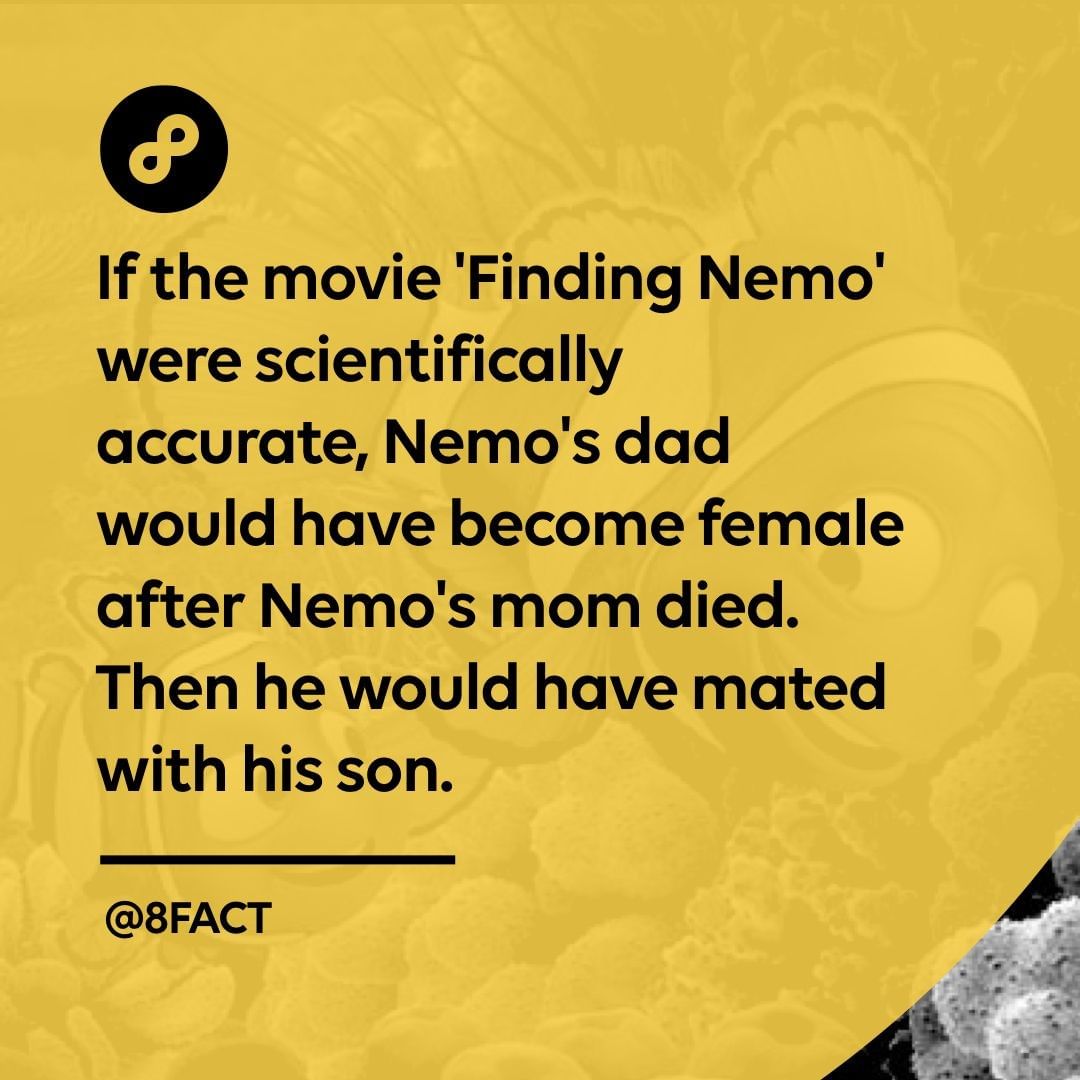 If the movie 'Finding Nemo'
were scientifically
accurate, Nemo's dad
would have become female
after Nemo's mom died.
Then he would have mated
with his son.
@8FACT